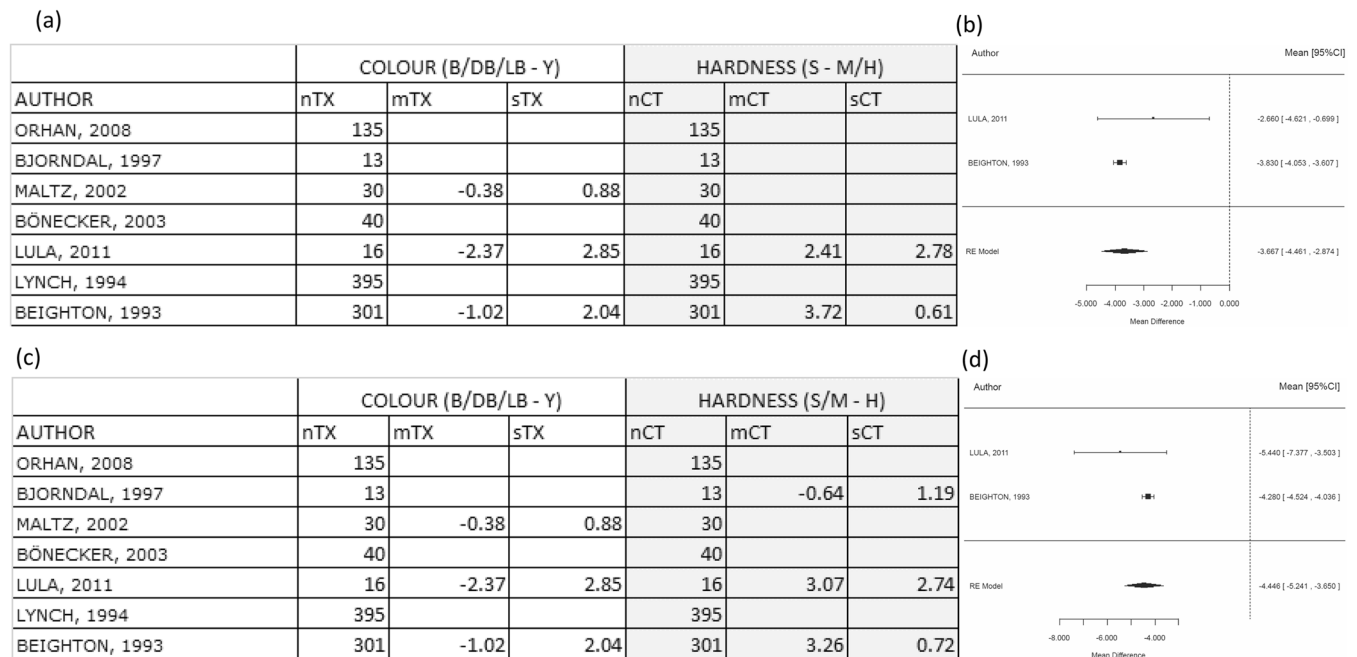 (a)
COLOUR (B/DB/LB - Y) HARDNESS (S - M/H)
AUTHOR nTX mTX sTX nCT mCT sCT
ORHAN, 2008 135 135
BJORNDAL, 1997 13 13
MALTZ, 2002 30 -0.38 0.88 30
BÖNECKER, 2003 40 40
LULA, 2011 16 -2.37 2.85 16 2.41 2.78
LYNCH, 1994 395 395
BEIGHTON, 1993 301 -1.02 2.04 301 3.72 0.61
(b)
Author Mean [95%CI]
LULA, 2011 -2.660 [ -4.621 , -0.699 ]
BEIGHTON, 1993 -3.830 [ -4.053 , -3.607 ]
RE Model -3.667 [ -4.461 , -2.874 ]
-5.000 -4.000 -3.000 -2.000 -1.000 0.000
Mean Difference
(c)
COLOUR (B/DB/LB - Y) HARDNESS (S/M - H)
AUTHOR nTX mTX sTX nCT mCT sCT
ORHAN, 2008 135 135
BJORNDAL, 1997 13 13 -0.64 1.19
MALTZ, 2002 30 -0.38 0.88 30
BÖNECKER, 2003 40 40
LULA, 2011 16 -2.37 2.85 16 3.07 2.74
LYNCH, 1994 395 395
BEIGHTON, 1993 301 -1.02 2.04 301 3.26 0.72
(d)
Author Mean [95%CI]
LULA, 2011 -5.440 [ -7.377 , -3.503 ]
BEIGHTON, 1993 -4.280 [ -4.524 , -4.036 ]
RE Model -4.446 [ -5.241 , -3.650 ]
-8.000 -6.000 -4.000
Mean Difference